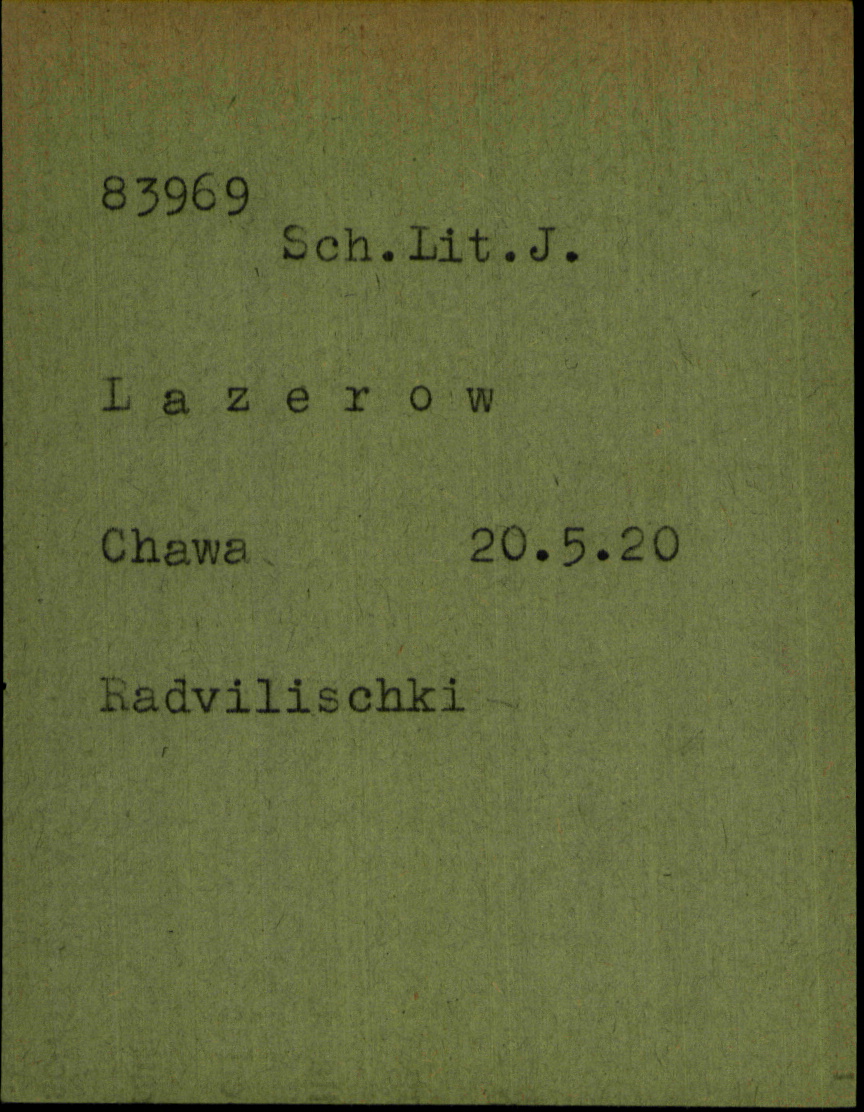 83969
Sch.Lit.J.
L a z e r o w
Chawa 20.5.20
Radvilischki